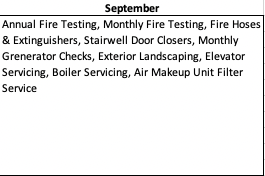 September
Annual Fire Testing, Monthly Fire Testing, Fire Hoses
& Extinguishers, Stairwell Door Closers, Monthly
Grenerator Checks, Exterior Landscaping, Elevator
Servicing, Boiler Servicing, Air Makeup Unit Filter
Service